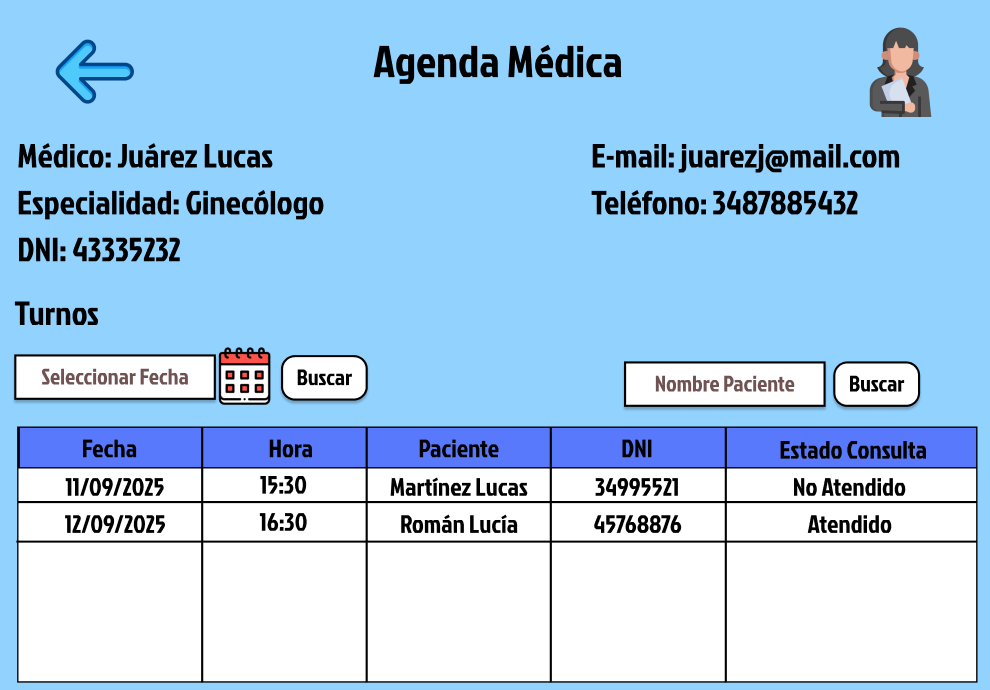 Agenda Médica
Médico: Juárez Lucas
E-mail: juarezj@mail.com
Especialidad: Ginecólogo
Teléfono: 3487885432
DNI: 43335232
Turnos
Seleccionar Fecha
Buscar
Nombre Paciente
Buscar
Fecha Hora Paciente DNI Estado Consulta
11/09/2025 15:30 Martínez Lucas 34995521 No Atendido
12/09/2025 16:30 Román Lucía 45768876 Atendido